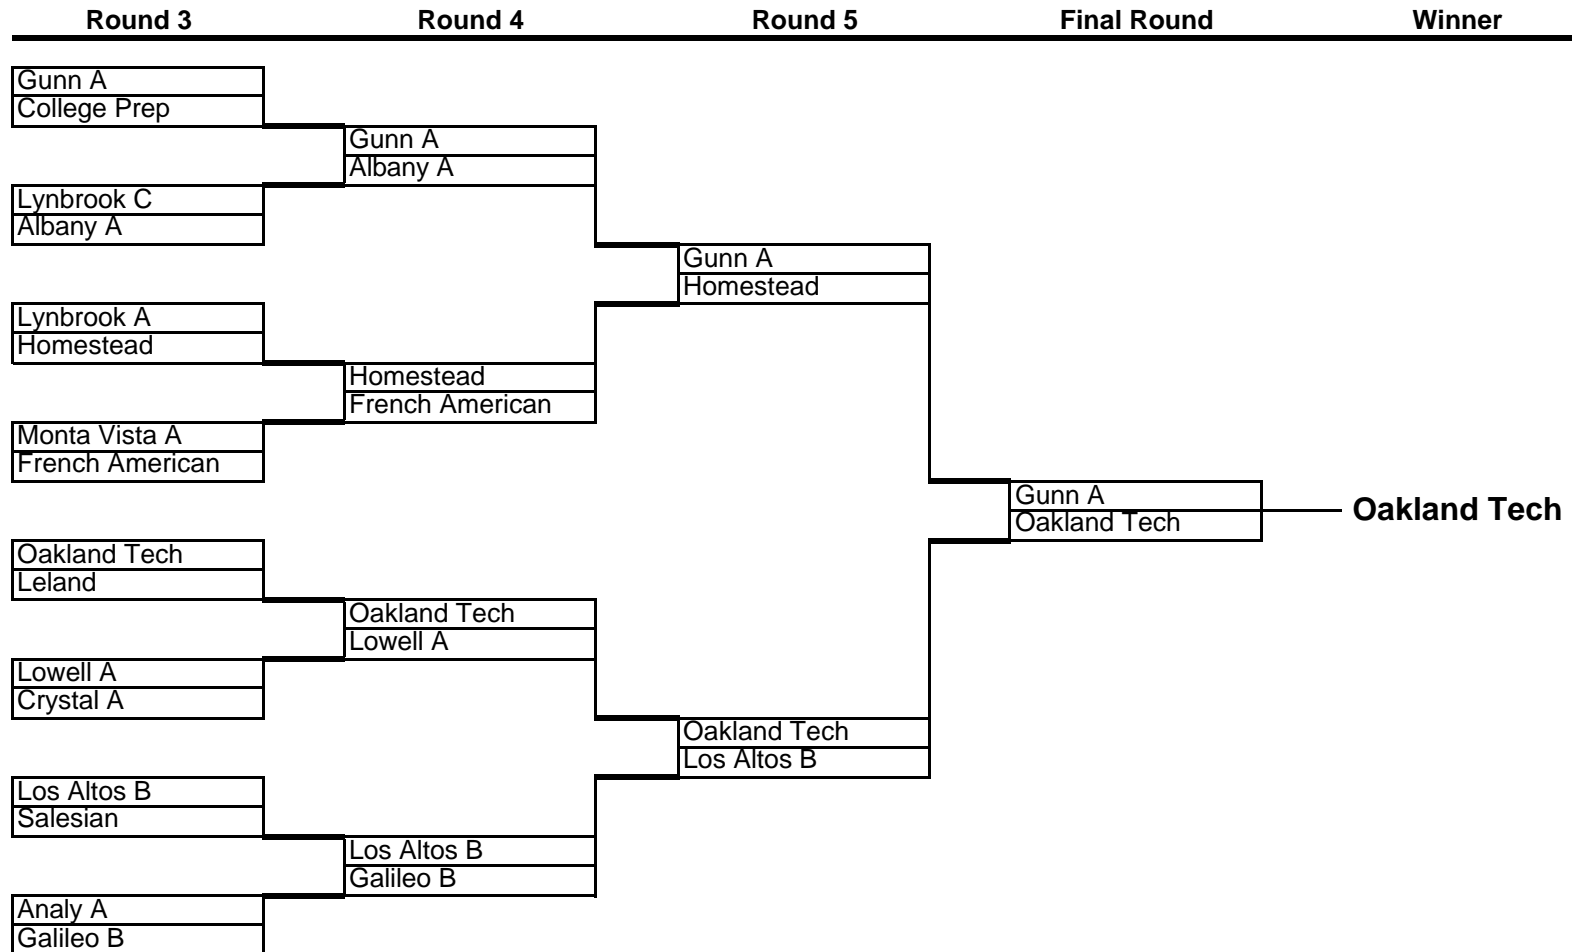 Round 3 Round 4 Round 5 Final Round Winner
Gunn A
College Prep
Gunn A
Albany A
Lynbrook C
Albany A
Gunn A
Homestead
Lynbrook A
Homestead
Homestead
French American
Monta Vista A
French American
Gunn A
Oakland Tech
Oakland Tech
Oakland Tech
Leland
Oakland Tech
Lowell A
Lowell A
Crystal A
Oakland Tech
Los Altos B
Los Altos B
Salesian
Los Altos B
Galileo B
Analy A
Galileo B